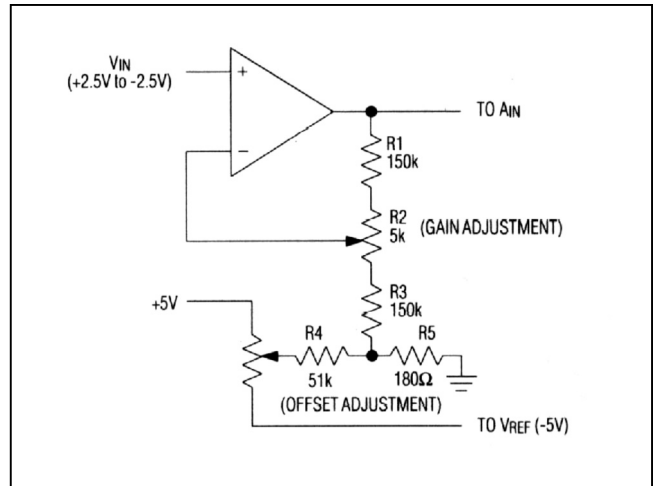 VIN
(+2.5V to -2.5V)
+
−
TO AIN
R1
150k
R2
5k
(GAIN ADJUSTMENT)
R3
150k
+5V
R4
51k
R5
180Ω
(OFFSET ADJUSTMENT)
TO VREF (-5V)